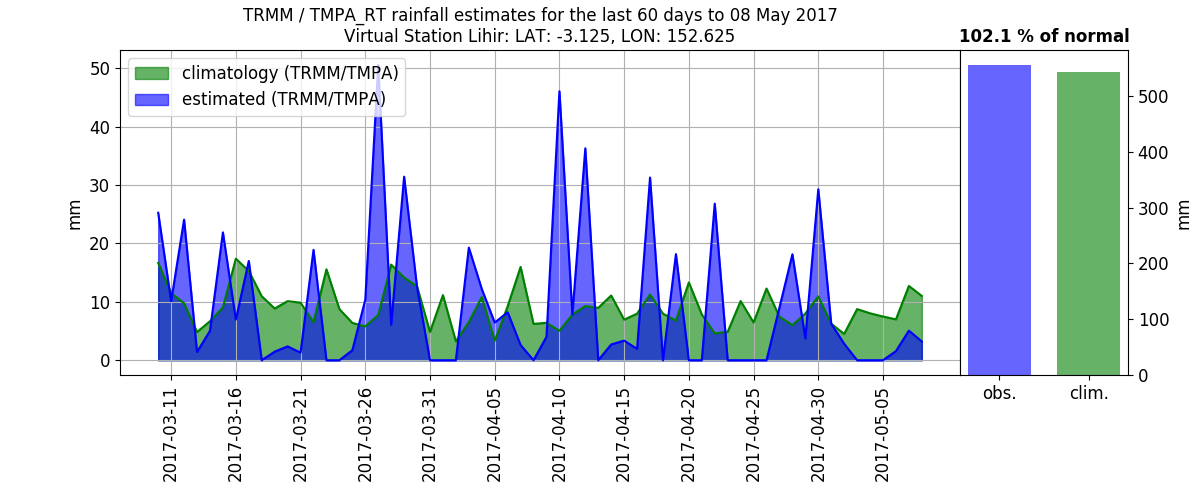 TRMM / TMPA_RT rainfall estimates for the last 60 days to 08 May 2017
Virtual Station Lihir: LAT: -3.125, LON: 152.625
102.1 % of normal
climatology (TRMM/TMPA)
estimated (TRMM/TMPA)
mm
50
40
30
20
10
0
2017-03-11
2017-03-16
2017-03-21
2017-03-26
2017-03-31
2017-04-05
2017-04-10
2017-04-15
2017-04-20
2017-04-25
2017-04-30
2017-05-05
500
400
300
200
100
0
mm
obs.
clim.